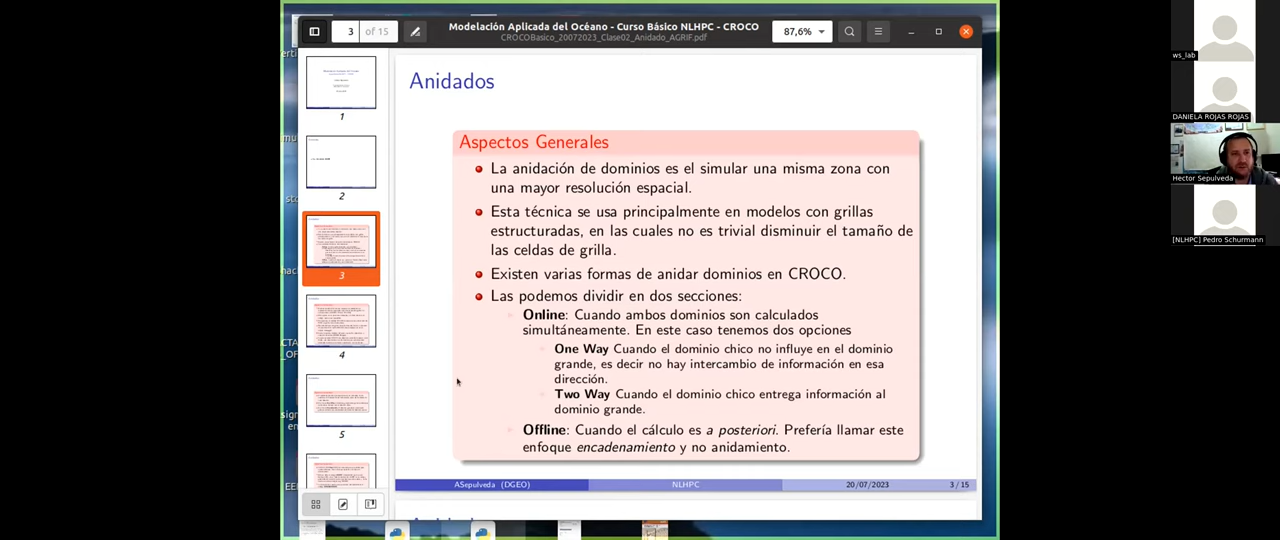 3 of 15
Modelación Aplicada del Océano - Curso Básico NLHPC - CROCO
CROCOBasico_20072023_Clase02_Anidado_AGRIF.pdf
87,6%
1
2
3
4
5
Anidados
Aspectos Generales
La anidación de dominios es el simular una misma zona con
una mayor resolución espacial.
Esta técnica se usa principalmente en modelos con grillas
estructuradas, en las cuales no es trivial disminuir el tamaño de
las celdas de grilla.
Existen varias formas de anidar dominios en CROCO.
Las podemos dividir en dos secciones:
Online: Cuando ambos dominios son calculados
simultáneamente. En este caso tenemos 2 opciones
One Way Cuando el dominio chico no influye en el dominio
grande, es decir no hay intercambio de información en esa
dirección.
Two Way Cuando el dominio chico entrega información al
dominio grande.
Offline: Cuando el cálculo es a posteriori. Prefería llamar este
enfoque encadenamiento y no anidamiento.
ASepulveda (DGEO)
NLHPC
20/07/2023
3 / 15
ws_lab
DANIELA ROJAS ROJAS
Hector Sepulveda
[NLHPC] Pedro Schurmann